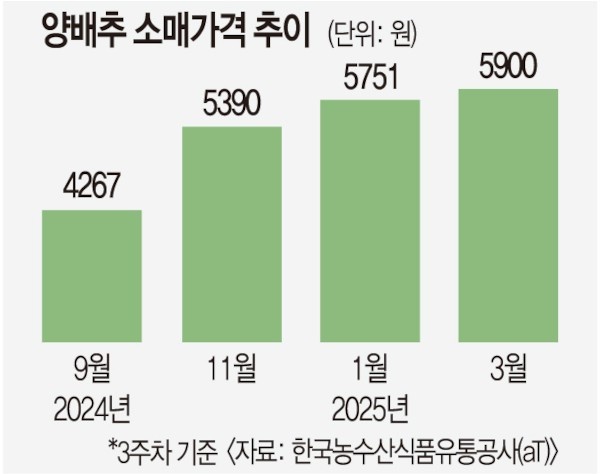 양배추 소매가격 추이 (단위: 원)
4267 5390 5751 5900
9월 11월 1월 3월
2024년 2025년
*3주차 기준 〈자료: 한국농수산식품유통공사(aT)〉